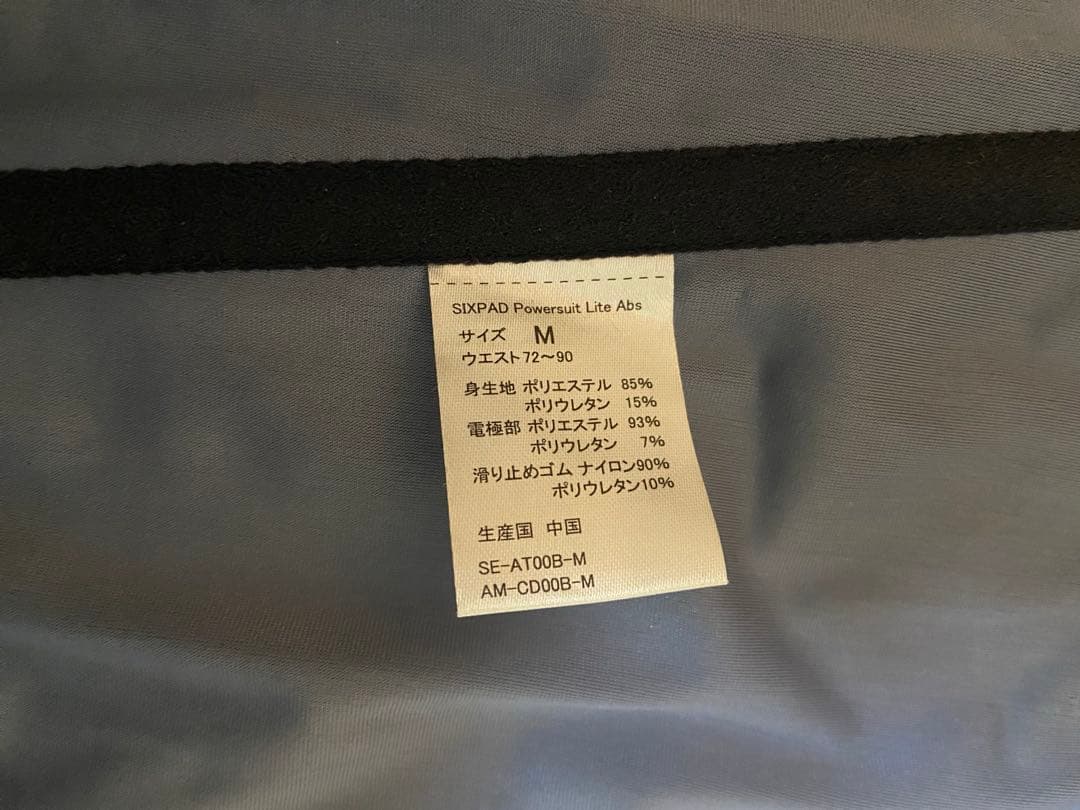 SIXPAD Powersuit Lite Abs
サイズ M
ウエスト72～90
身生地 ポリエステル 85%
ポリウレタン 15%
電極部 ポリエステル 93%
ポリウレタン 7%
滑り止めゴム ナイロン90%
ポリウレタン10%
生産国 中国
SE-AT00B-M
AM-CD00B-M